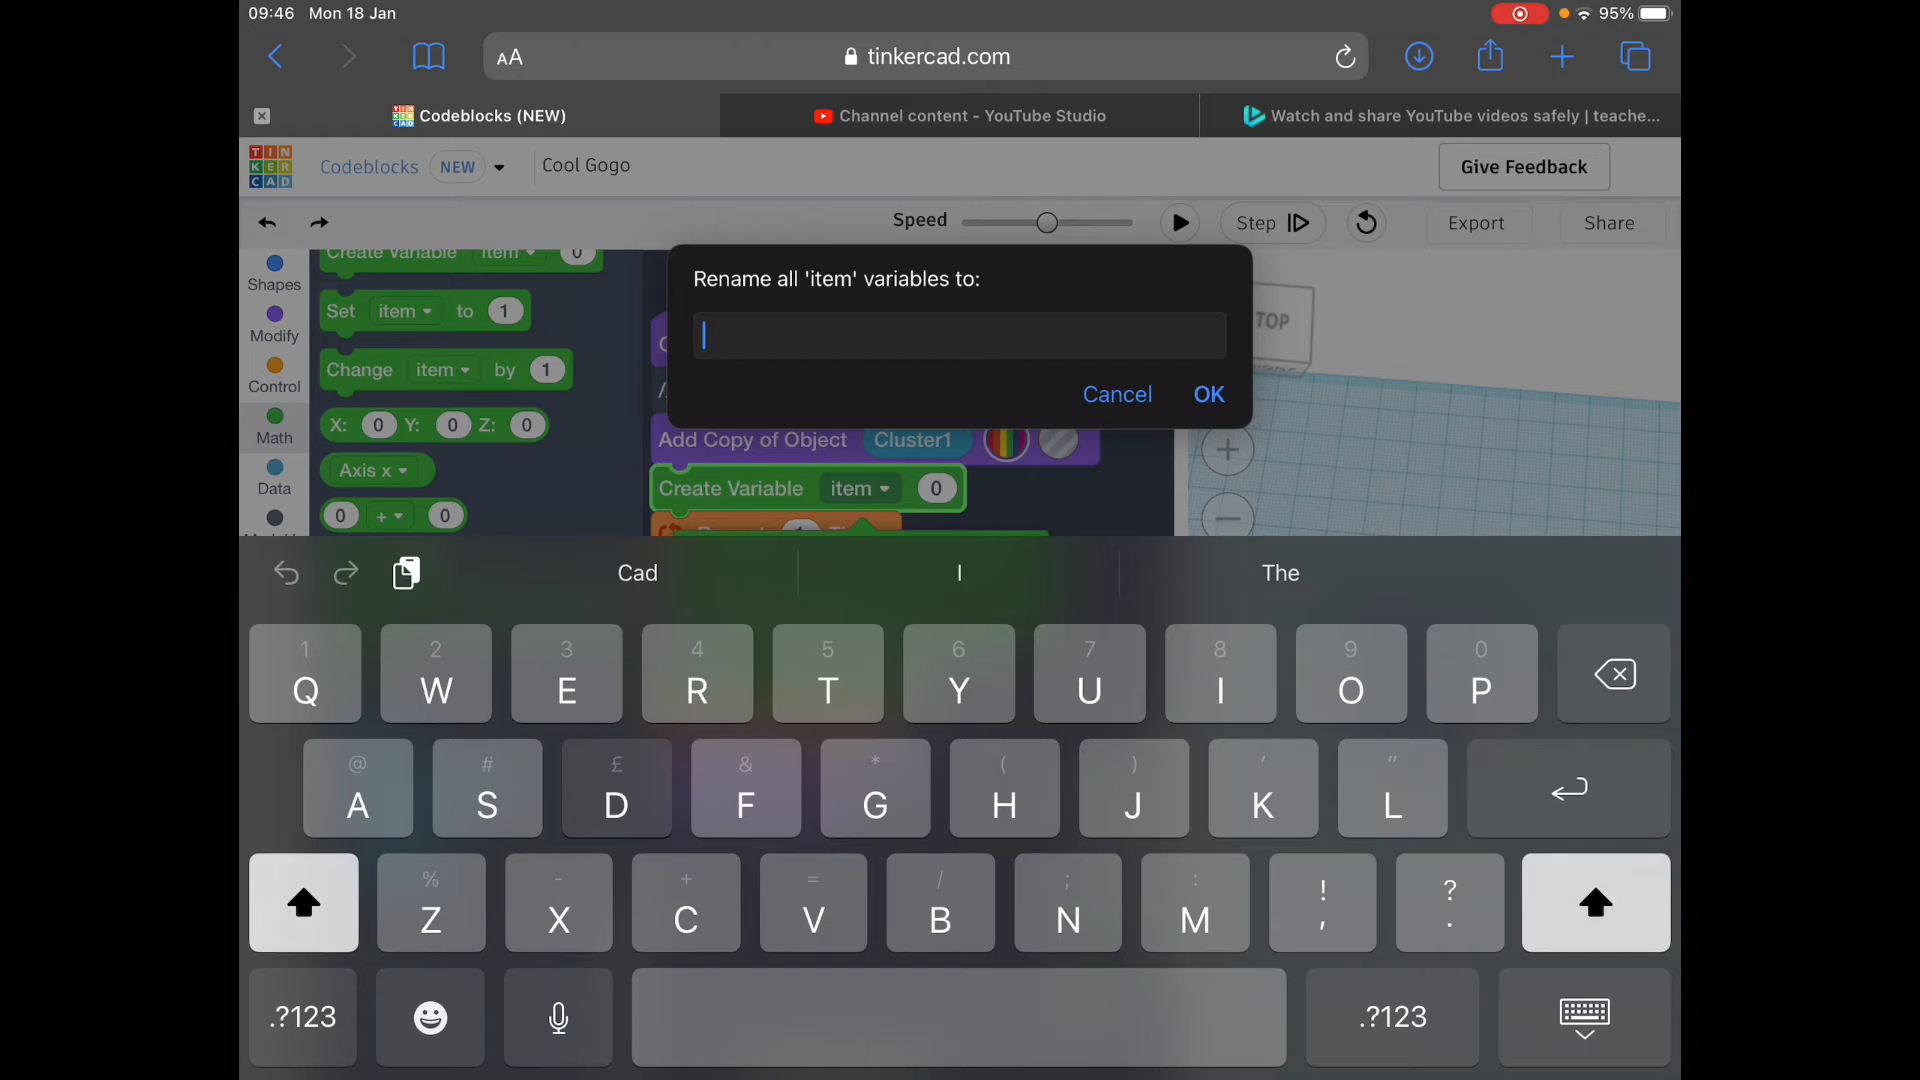 09:46 Mon 18 Jan 95%
AA tinkercad.com
Codeblocks (NEW) Channel content - YouTube Studio Watch and share YouTube videos safely | teache...
TIN KER CAD Codeblocks NEW Cool Gogo Give Feedback
Speed Step Export Share
Shapes
Modify
Control
Math
Data
Create Variable item 0
Set item to 1
Change item by 1
X: 0 Y: 0 Z: 0
Axis x
0 + 0
Rename all 'item' variables to:
Cancel OK
TOP
Add Copy of Object Cluster1
Create Variable item 0
Cad I The
1 2 3 4 5 6 7 8 9 0
Q W E R T Y U I O P
@ # £ & * ( ) ' "
A S D F G H J K L
% - + = / ; : ! ?
Z X C V B N M , .
.?123 .?123